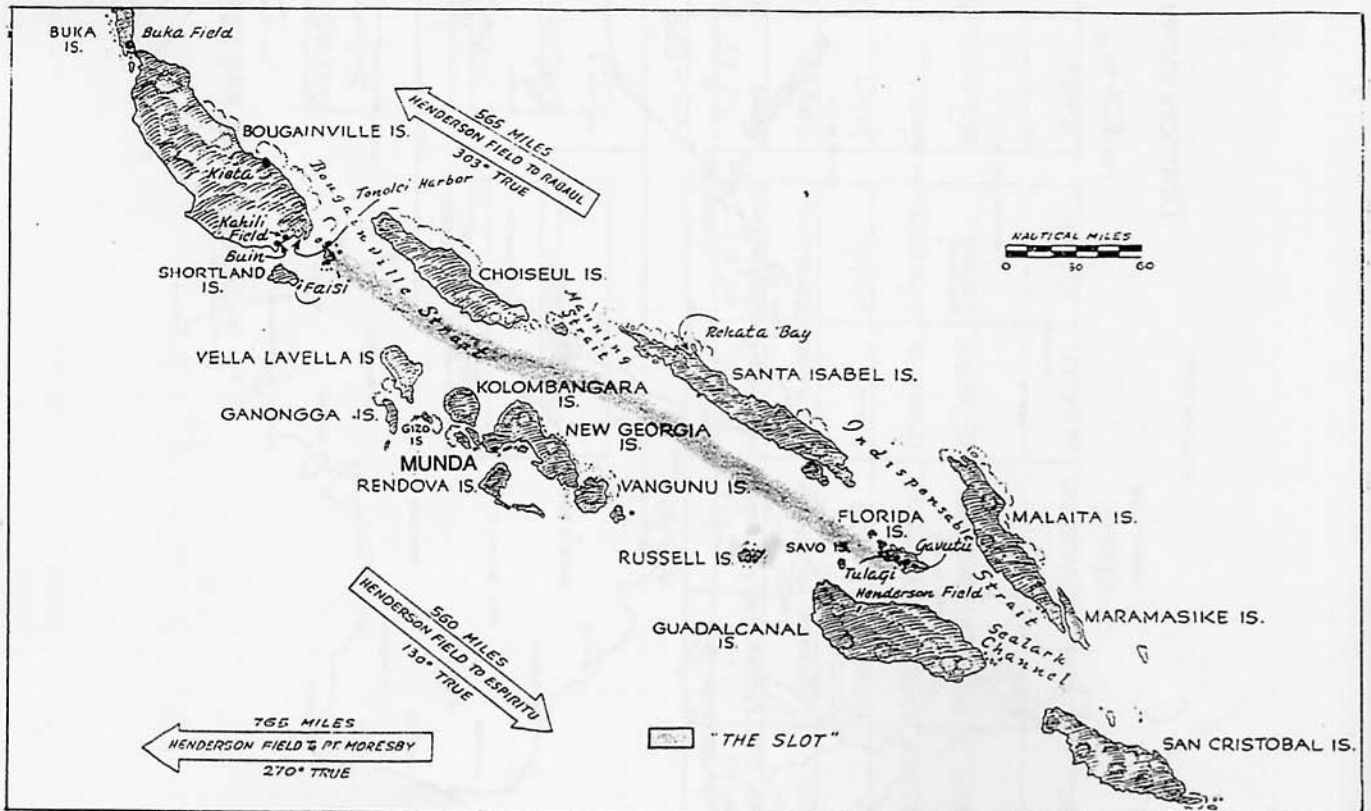 BUKA
IS.
Buka Field
BOUGAINVILLE IS.
Kieta
565 MILES
HENDERSON FIELD TO RABAUL
303° TRUE
Tonolei Harbor
Bougainville Strait
Kahili
Field
Buin
SHORTLAND
IS.
Faisi
CHOISEUL IS.
Manning
Strait
NAUTICAL MILES
0 30 60
Rekata Bay
SANTA ISABEL IS.
VELLA LAVELLA IS
KOLOMBANGARA
IS.
GANONGGA IS.
GIZO
IS
NEW GEORGIA
IS.
MUNDA
RENDOVA IS.
VANGUNU IS.
Indispensable Strait
MALAITA IS.
FLORIDA
IS.
Gavutu
RUSSELL IS.
SAVO IS.
Tulagi
Henderson Field
GUADALCANAL
IS.
MARAMASIKE IS.
Sealark
Channel
560 MILES
HENDERSON FIELD TO ESPIRITU
130° TRUE
765 MILES
HENDERSON FIELD TO PT. MORESBY
270° TRUE
"THE SLOT"
SAN CRISTOBAL IS.